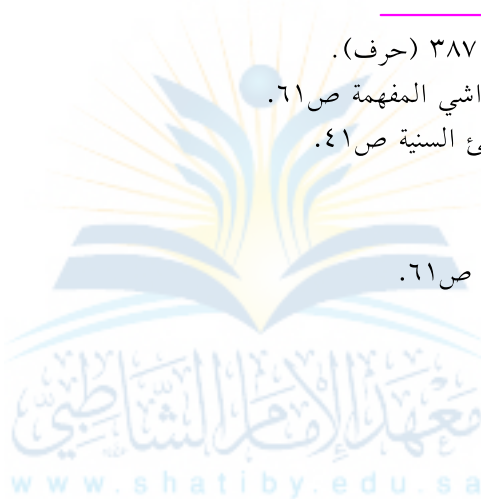 ٣٨٧ (حرف).
اشي المفهمة ص٦١.
ئ السنية ص٤١.
ص٦١.
معهد الإمام الشاطبي
www.shatiby.edu.sa